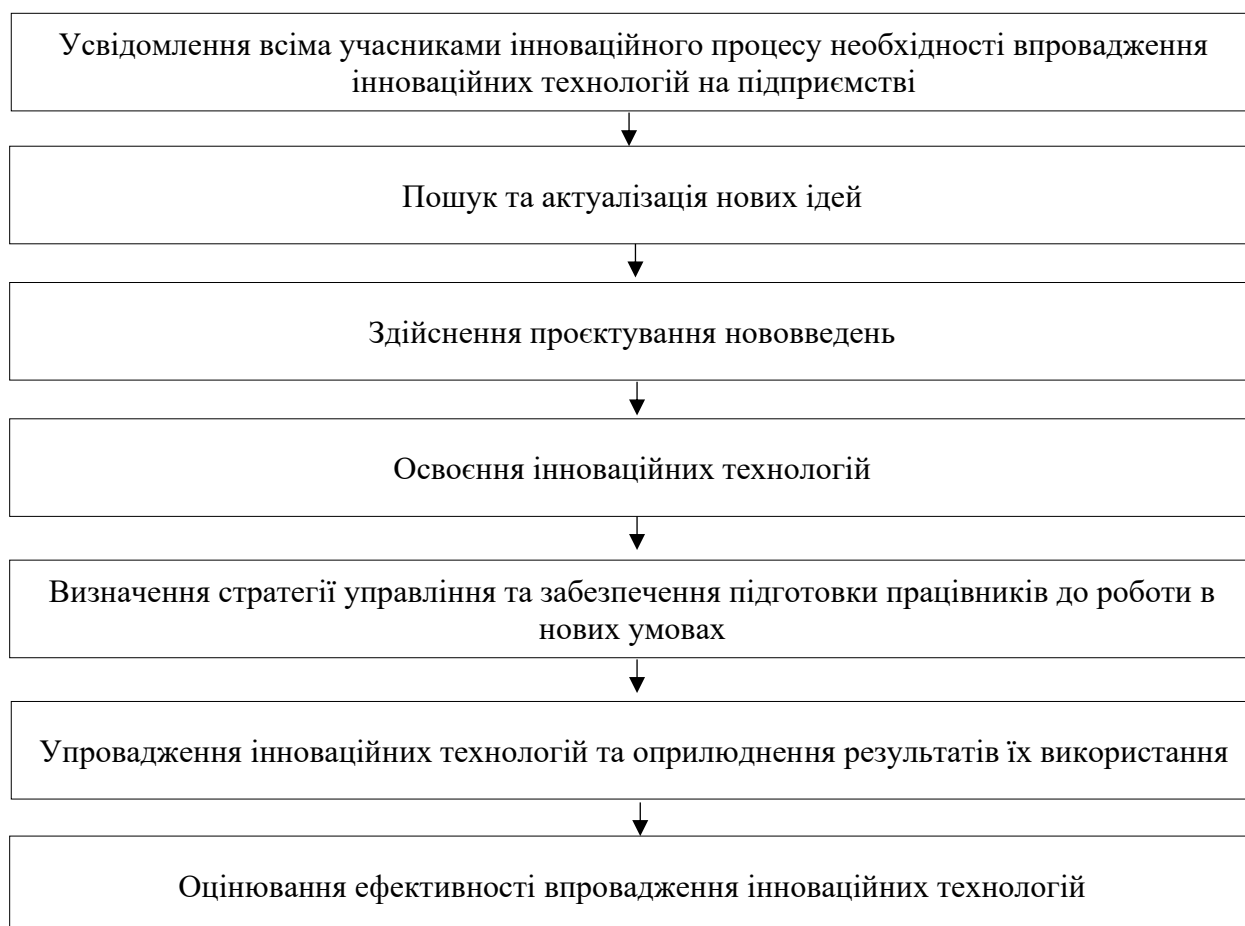 Усвідомлення всіма учасниками інноваційного процесу необхідності впровадження
інноваційних технологій на підприємстві
Пошук та актуалізація нових ідей
Здійснення проєктування нововведень
Освоєння інноваційних технологій
Визначення стратегії управління та забезпечення підготовки працівників до роботи в
нових умовах
Упровадження інноваційних технологій та оприлюднення результатів їх використання
Оцінювання ефективності впровадження інноваційних технологій